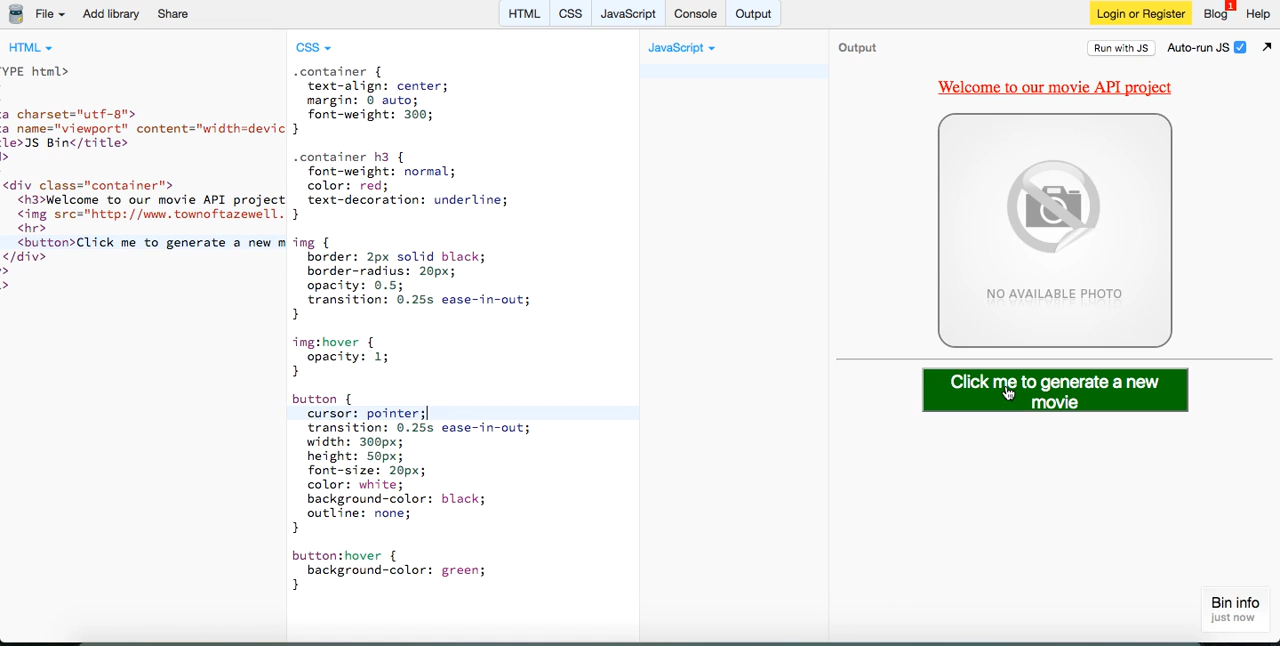 File Add library Share HTML CSS JavaScript Console Output Login or Register Blog 1 Help
HTML
YPE html>
a charset="utf-8">
a name="viewport" content="width=devic
le>JS Bin</title>
>
<div class="container">
<h3>Welcome to our movie API project
<img src="http://www.townoftazewell.
<hr>
<button>Click me to generate a new m
</div>
>
>
CSS
.container {
text-align: center;
margin: 0 auto;
font-weight: 300;
}
.container h3 {
font-weight: normal;
color: red;
text-decoration: underline;
}
img {
border: 2px solid black;
border-radius: 20px;
opacity: 0.5;
transition: 0.25s ease-in-out;
}
img:hover {
opacity: 1;
}
button {
cursor: pointer;
transition: 0.25s ease-in-out;
width: 300px;
height: 50px;
font-size: 20px;
color: white;
background-color: black;
outline: none;
}
button:hover {
background-color: green;
}
JavaScript
Output Run with JS Auto-run JS
Welcome to our movie API project
NO AVAILABLE PHOTO
Click me to generate a new
movie
Bin info
just now